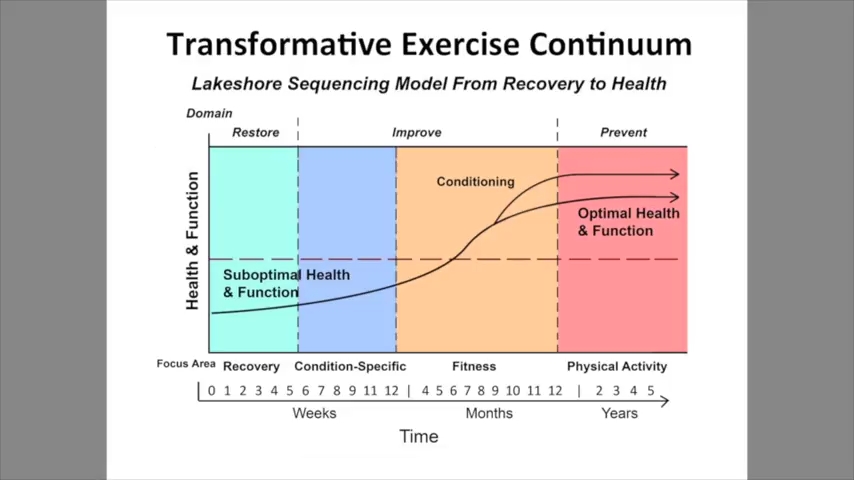 Transformative Exercise Continuum
Lakeshore Sequencing Model From Recovery to Health
Domain
Restore Improve Prevent
Health & Function
Conditioning
Optimal Health
& Function
Suboptimal Health
& Function
Focus Area Recovery Condition-Specific Fitness Physical Activity
0 1 2 3 4 5 6 7 8 9 11 12 | 4 5 6 7 8 9 10 11 12 | 2 3 4 5
Weeks Months Years
Time